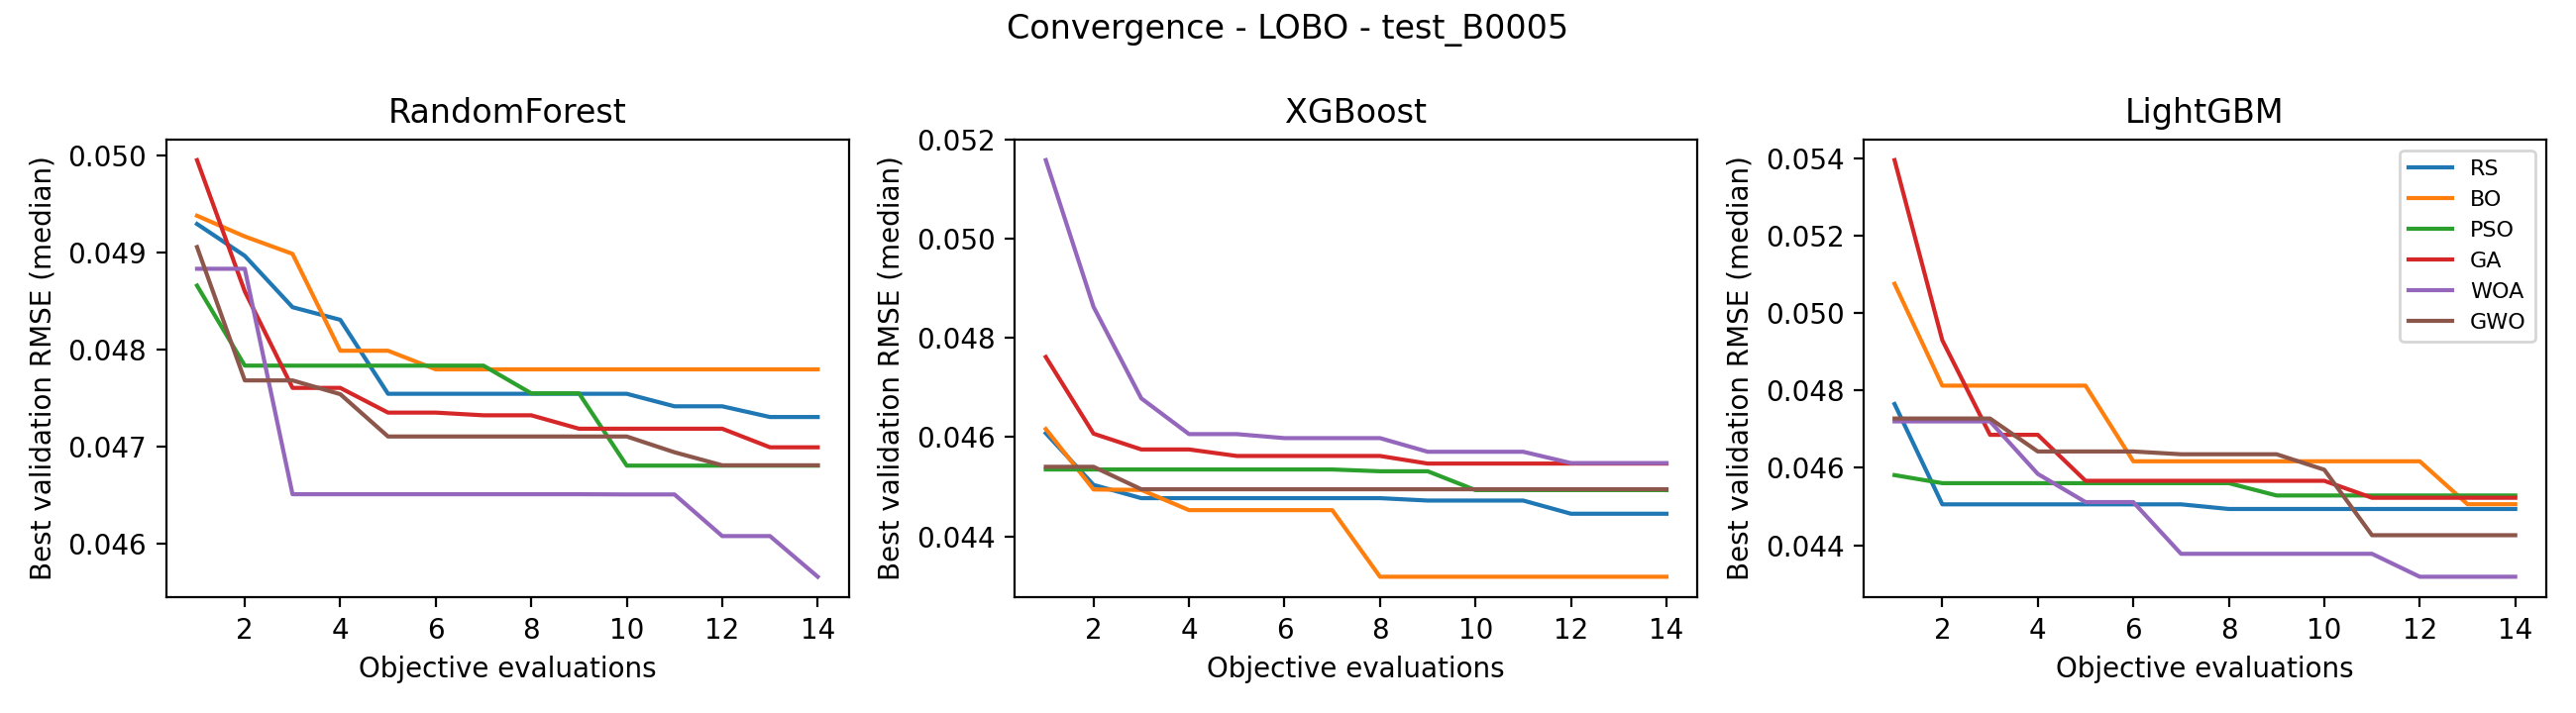 Convergence - LOBO - test_B0005
RandomForest
Best validation RMSE (median)
0.050
0.049
0.048
0.047
0.046
2 4 6 8 10 12 14
Objective evaluations
XGBoost
Best validation RMSE (median)
0.052
0.050
0.048
0.046
0.044
2 4 6 8 10 12 14
Objective evaluations
LightGBM
Best validation RMSE (median)
0.054
0.052
0.050
0.048
0.046
0.044
2 4 6 8 10 12 14
Objective evaluations
RS
BO
PSO
GA
WOA
GWO